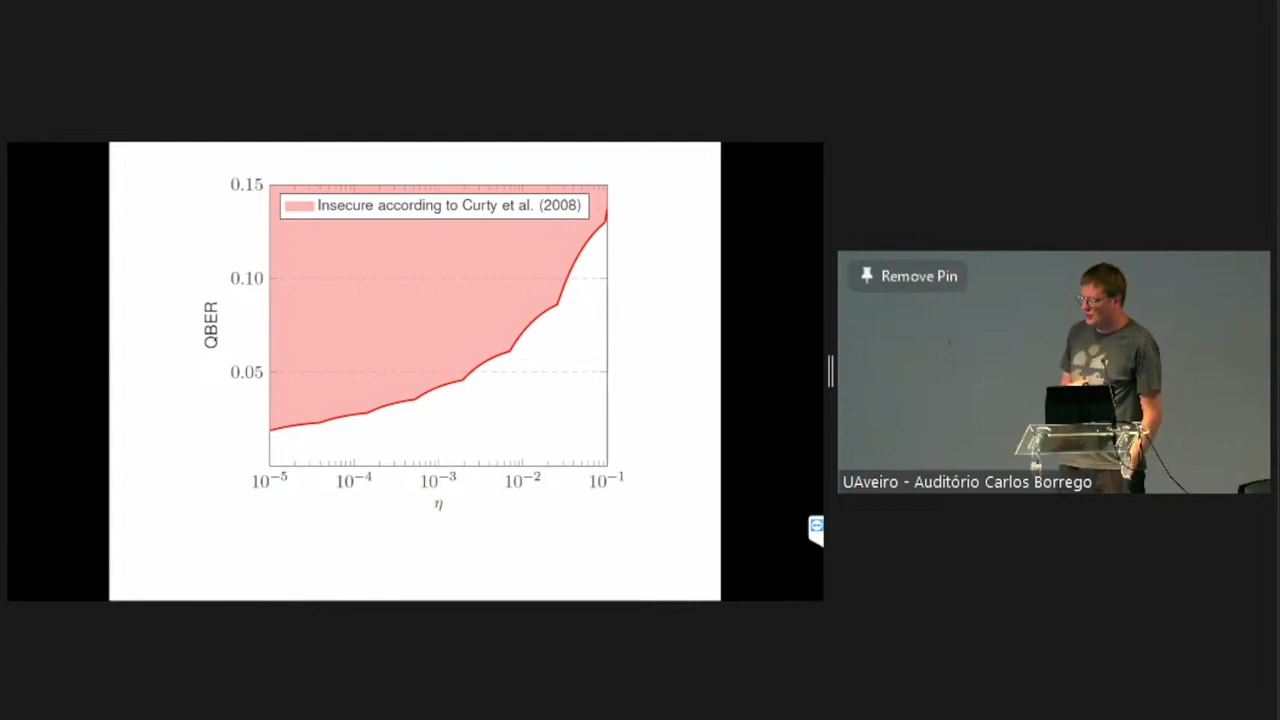 0.15
Insecure according to Curty et al. (2008)
0.10
QBER
0.05
10⁻⁵ 10⁻⁴ 10⁻³ 10⁻² 10⁻¹
η
Remove Pin
UAveiro - Auditório Carlos Borrego